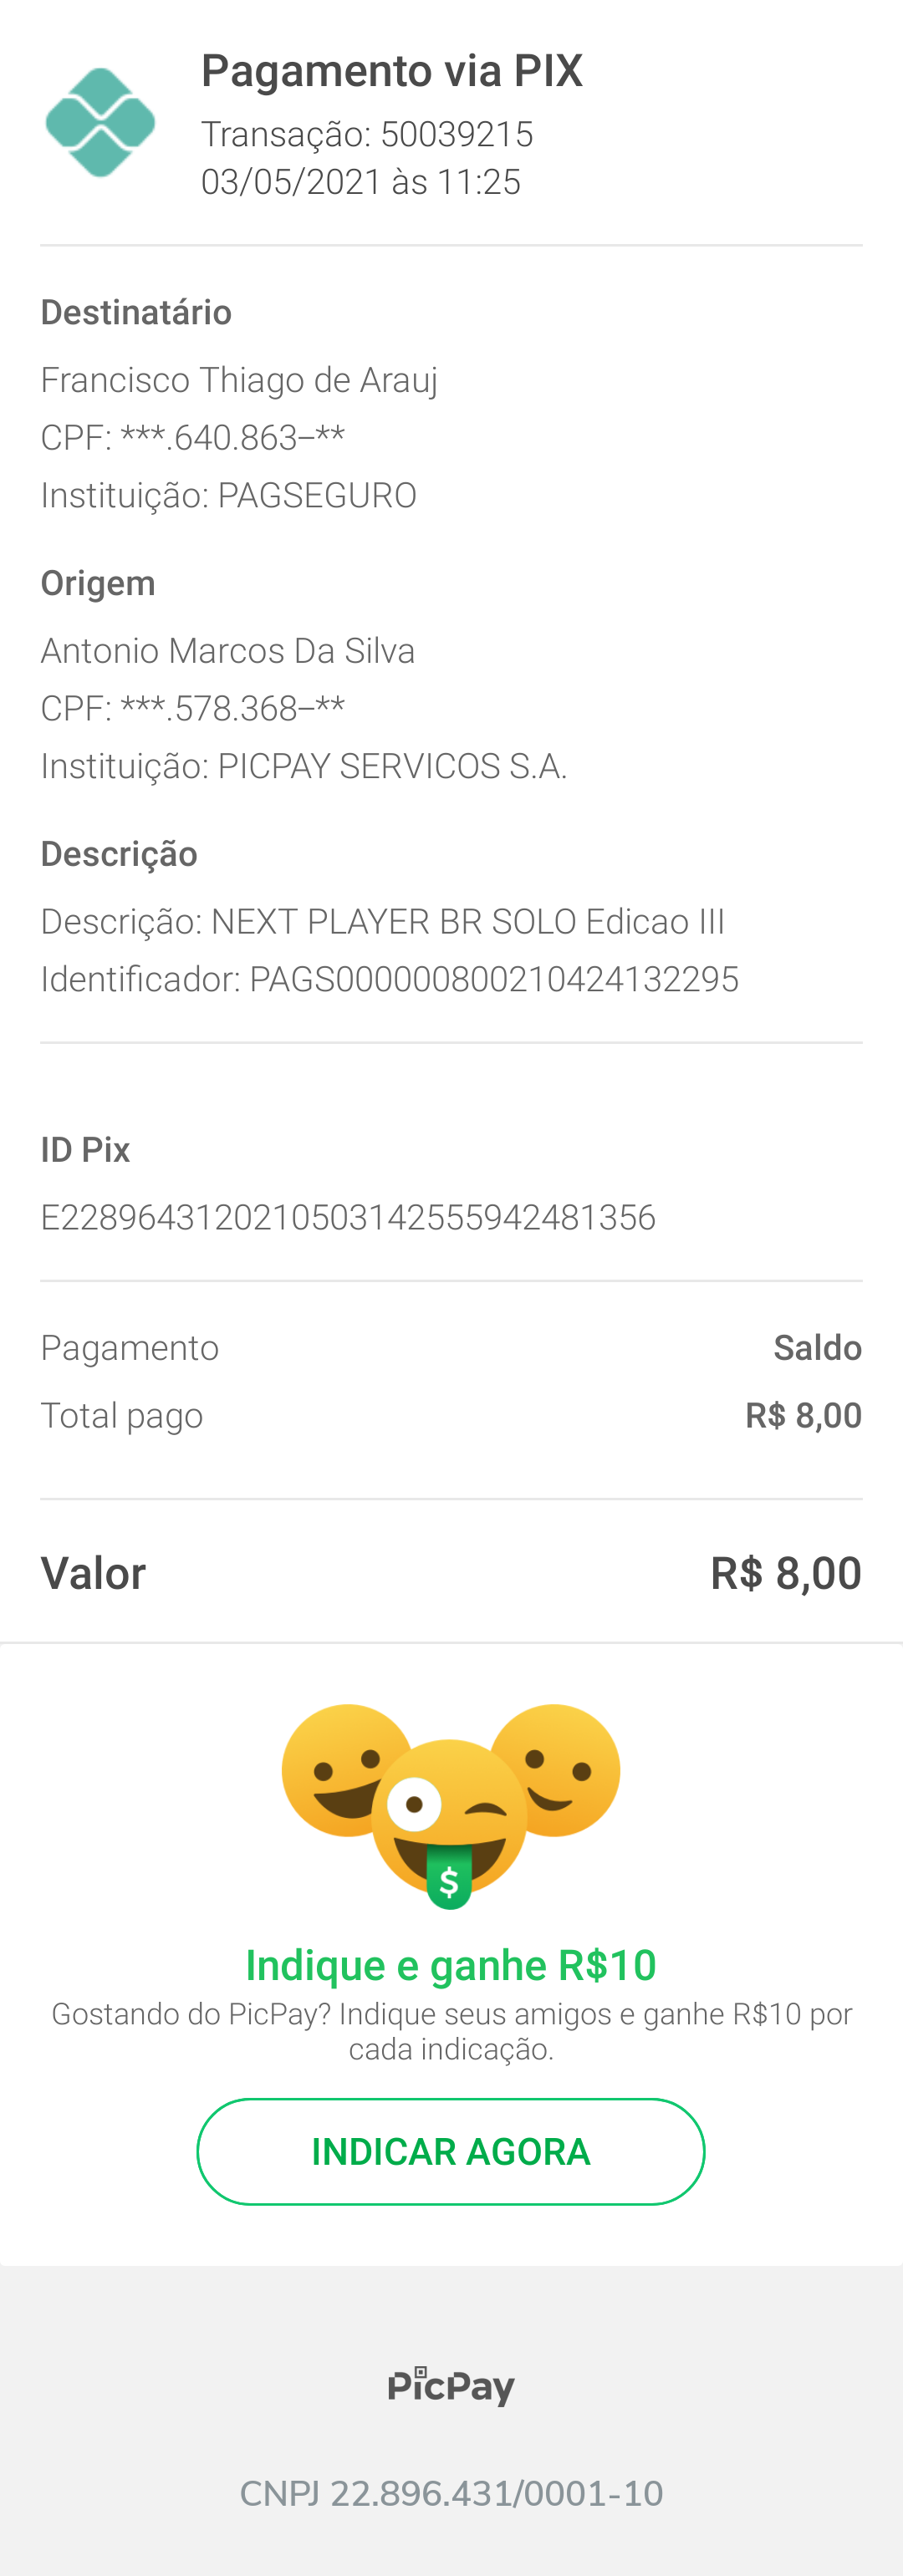 Pagamento via PIX
Transação: 50039215
03/05/2021 às 11:25
Destinatário
Francisco Thiago de Arauj
CPF: ***.640.863–**
Instituição: PAGSEGURO
Origem
Antonio Marcos Da Silva
CPF: ***.578.368–**
Instituição: PICPAY SERVICOS S.A.
Descrição
Descrição: NEXT PLAYER BR SOLO Edicao III
Identificador: PAGS000000800210424132295
ID Pix
E22896431202105031425555942481356
Pagamento Saldo
Total pago R$ 8,00
Valor R$ 8,00
$
Indique e ganhe R$10
Gostando do PicPay? Indique seus amigos e ganhe R$10 por
cada indicação.
INDICAR AGORA
PicPay
CNPJ 22.896.431/0001-10